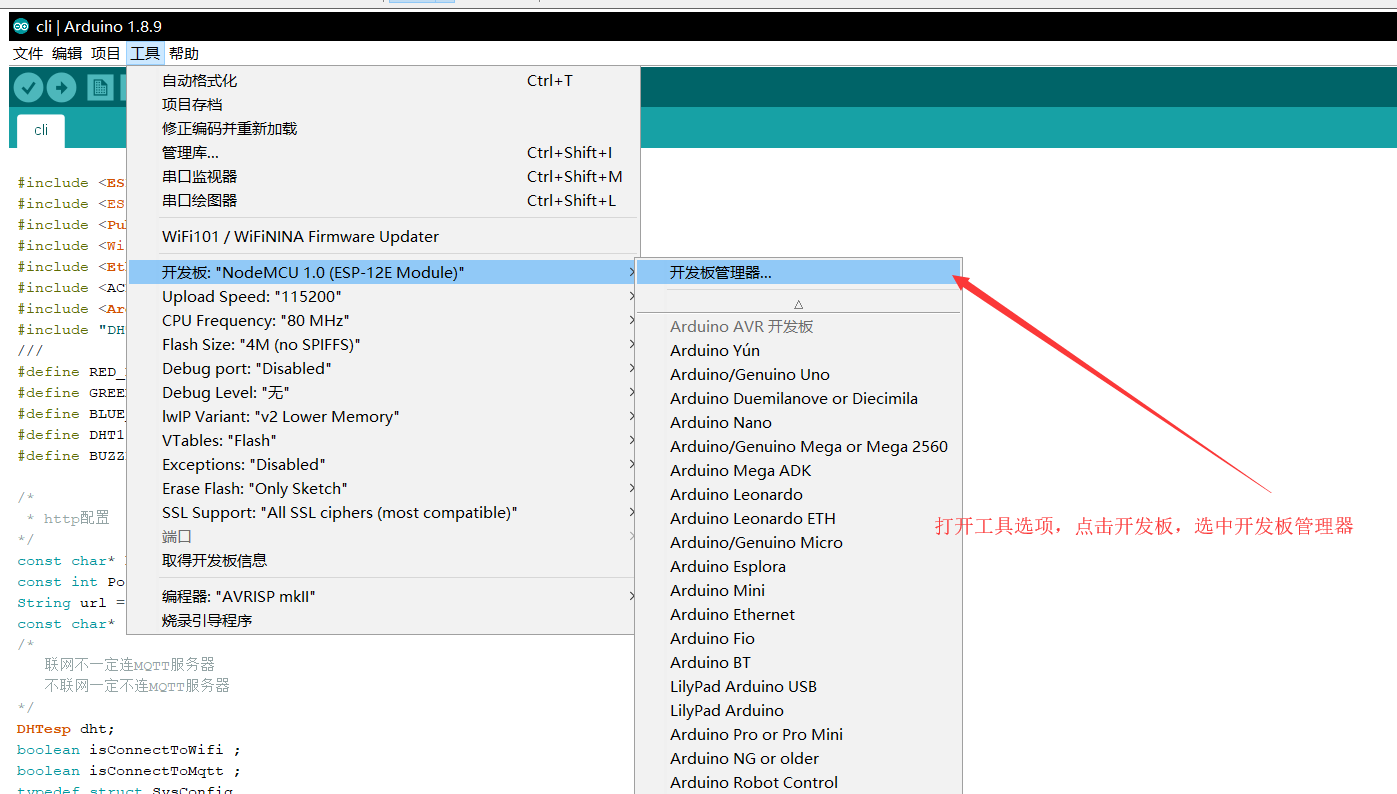 cli | Arduino 1.8.9
文件 编辑 项目 工具 帮助
cli
自动格式化 Ctrl+T
项目存档
修正编码并重新加载
管理库... Ctrl+Shift+I
串口监视器 Ctrl+Shift+M
串口绘图器 Ctrl+Shift+L
WiFi101 / WiFiNINA Firmware Updater
开发板: "NodeMCU 1.0 (ESP-12E Module)"
Upload Speed: "115200"
CPU Frequency: "80 MHz"
Flash Size: "4M (no SPIFFS)"
Debug port: "Disabled"
Debug Level: "无"
lwIP Variant: "v2 Lower Memory"
VTables: "Flash"
Exceptions: "Disabled"
Erase Flash: "Only Sketch"
SSL Support: "All SSL ciphers (most compatible)"
端口
取得开发板信息
编程器: "AVRISP mkII"
烧录引导程序
开发板管理器...
Arduino AVR 开发板
Arduino Yún
Arduino/Genuino Uno
Arduino Duemilanove or Diecimila
Arduino Nano
Arduino/Genuino Mega or Mega 2560
Arduino Mega ADK
Arduino Leonardo
Arduino Leonardo ETH
Arduino/Genuino Micro
Arduino Esplora
Arduino Mini
Arduino Ethernet
Arduino Fio
Arduino BT
LilyPad Arduino USB
LilyPad Arduino
Arduino Pro or Pro Mini
Arduino NG or older
Arduino Robot Control
打开工具选项，点击开发板，选中开发板管理器
#include <ES
#include <ES
#include <Pu
#include <Wi
#include <Et
#include <AC
#include <Ar
#include "DH
///
#define RED_
#define GREE
#define BLUE
#define DHT1
#define BUZZ
/*
* http配置
*/
const char*
const int Po
String url =
const char*
/*
联网不一定连MQTT服务器
不联网一定不连MQTT服务器
*/
DHTesp dht;
boolean isConnectToWifi ;
boolean isConnectToMqtt ;
typedef struct SysConfig